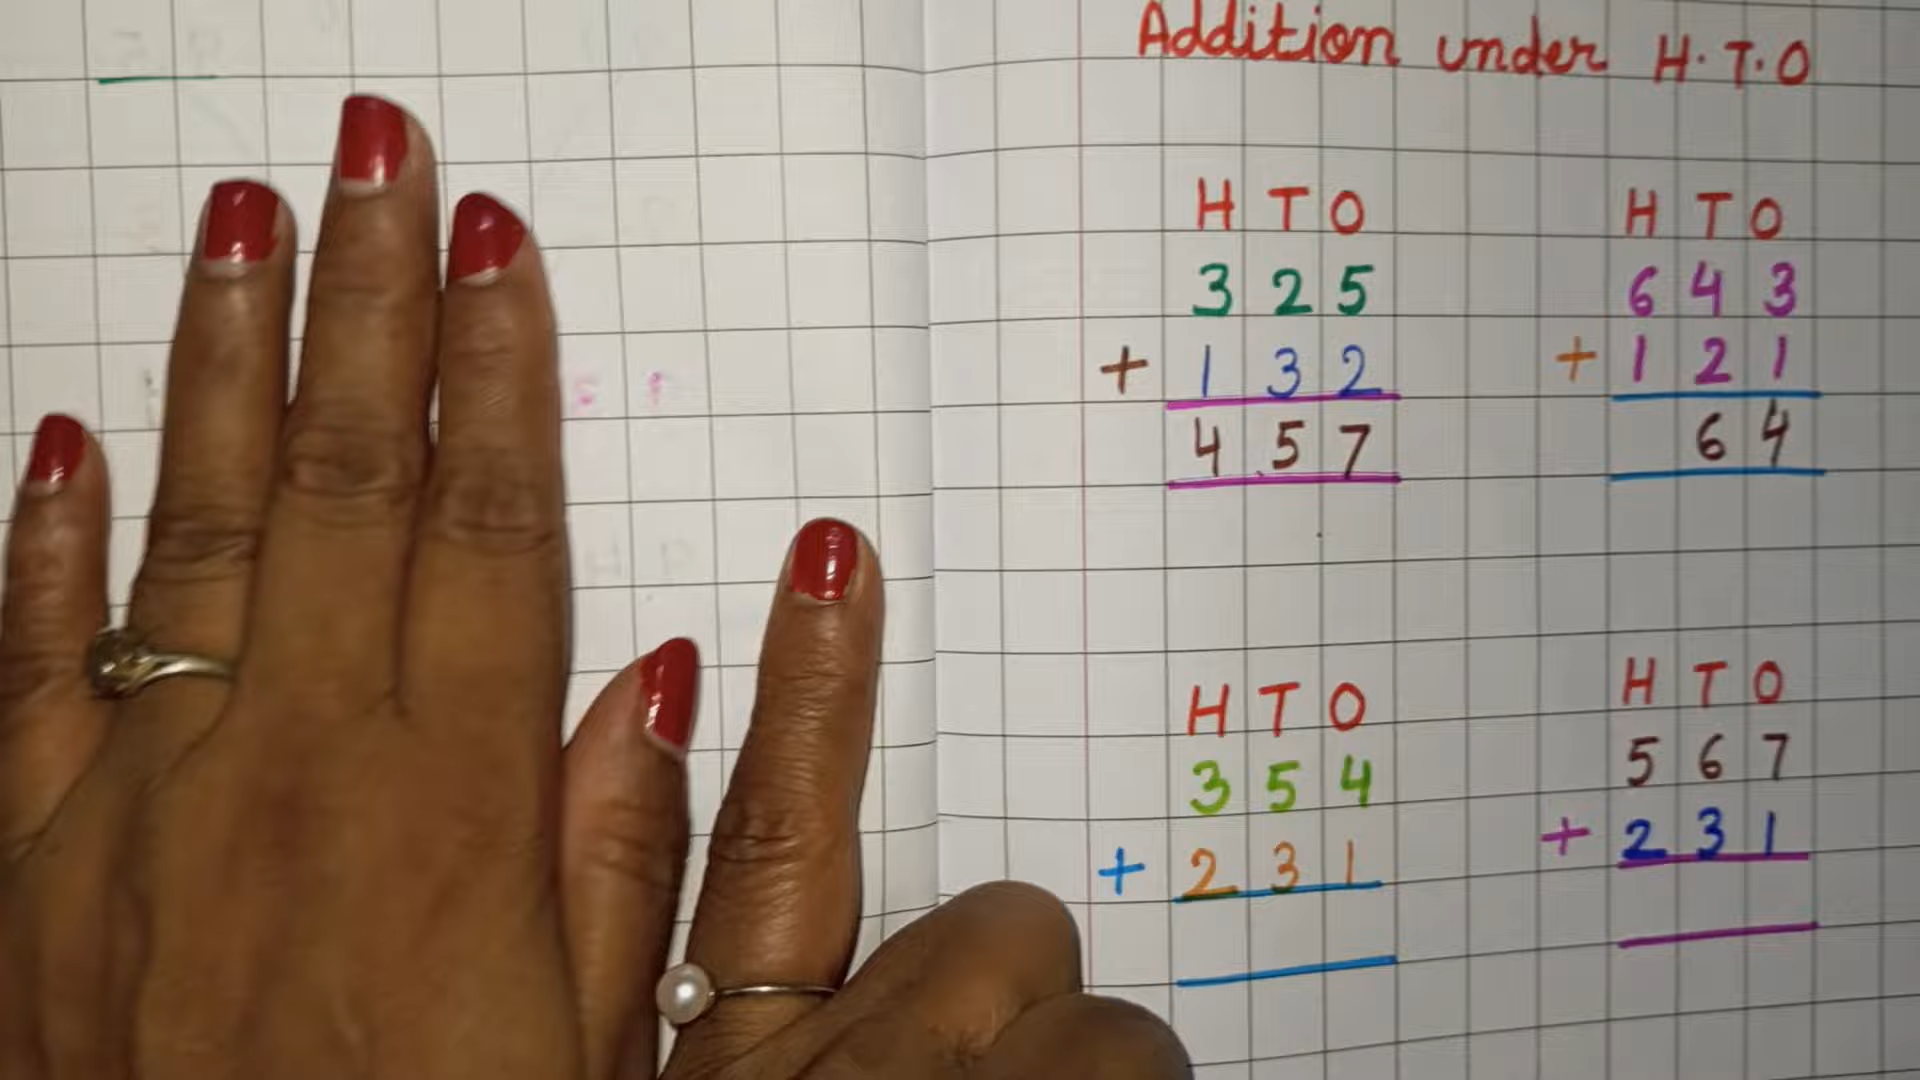 Addition under H.T.O
H T O
3 2 5
+ 1 3 2
4 5 7
H T O
6 4 3
+ 1 2 1
6 4
H T O
3 5 4
+ 2 3 1
H T O
5 6 7
+ 2 3 1